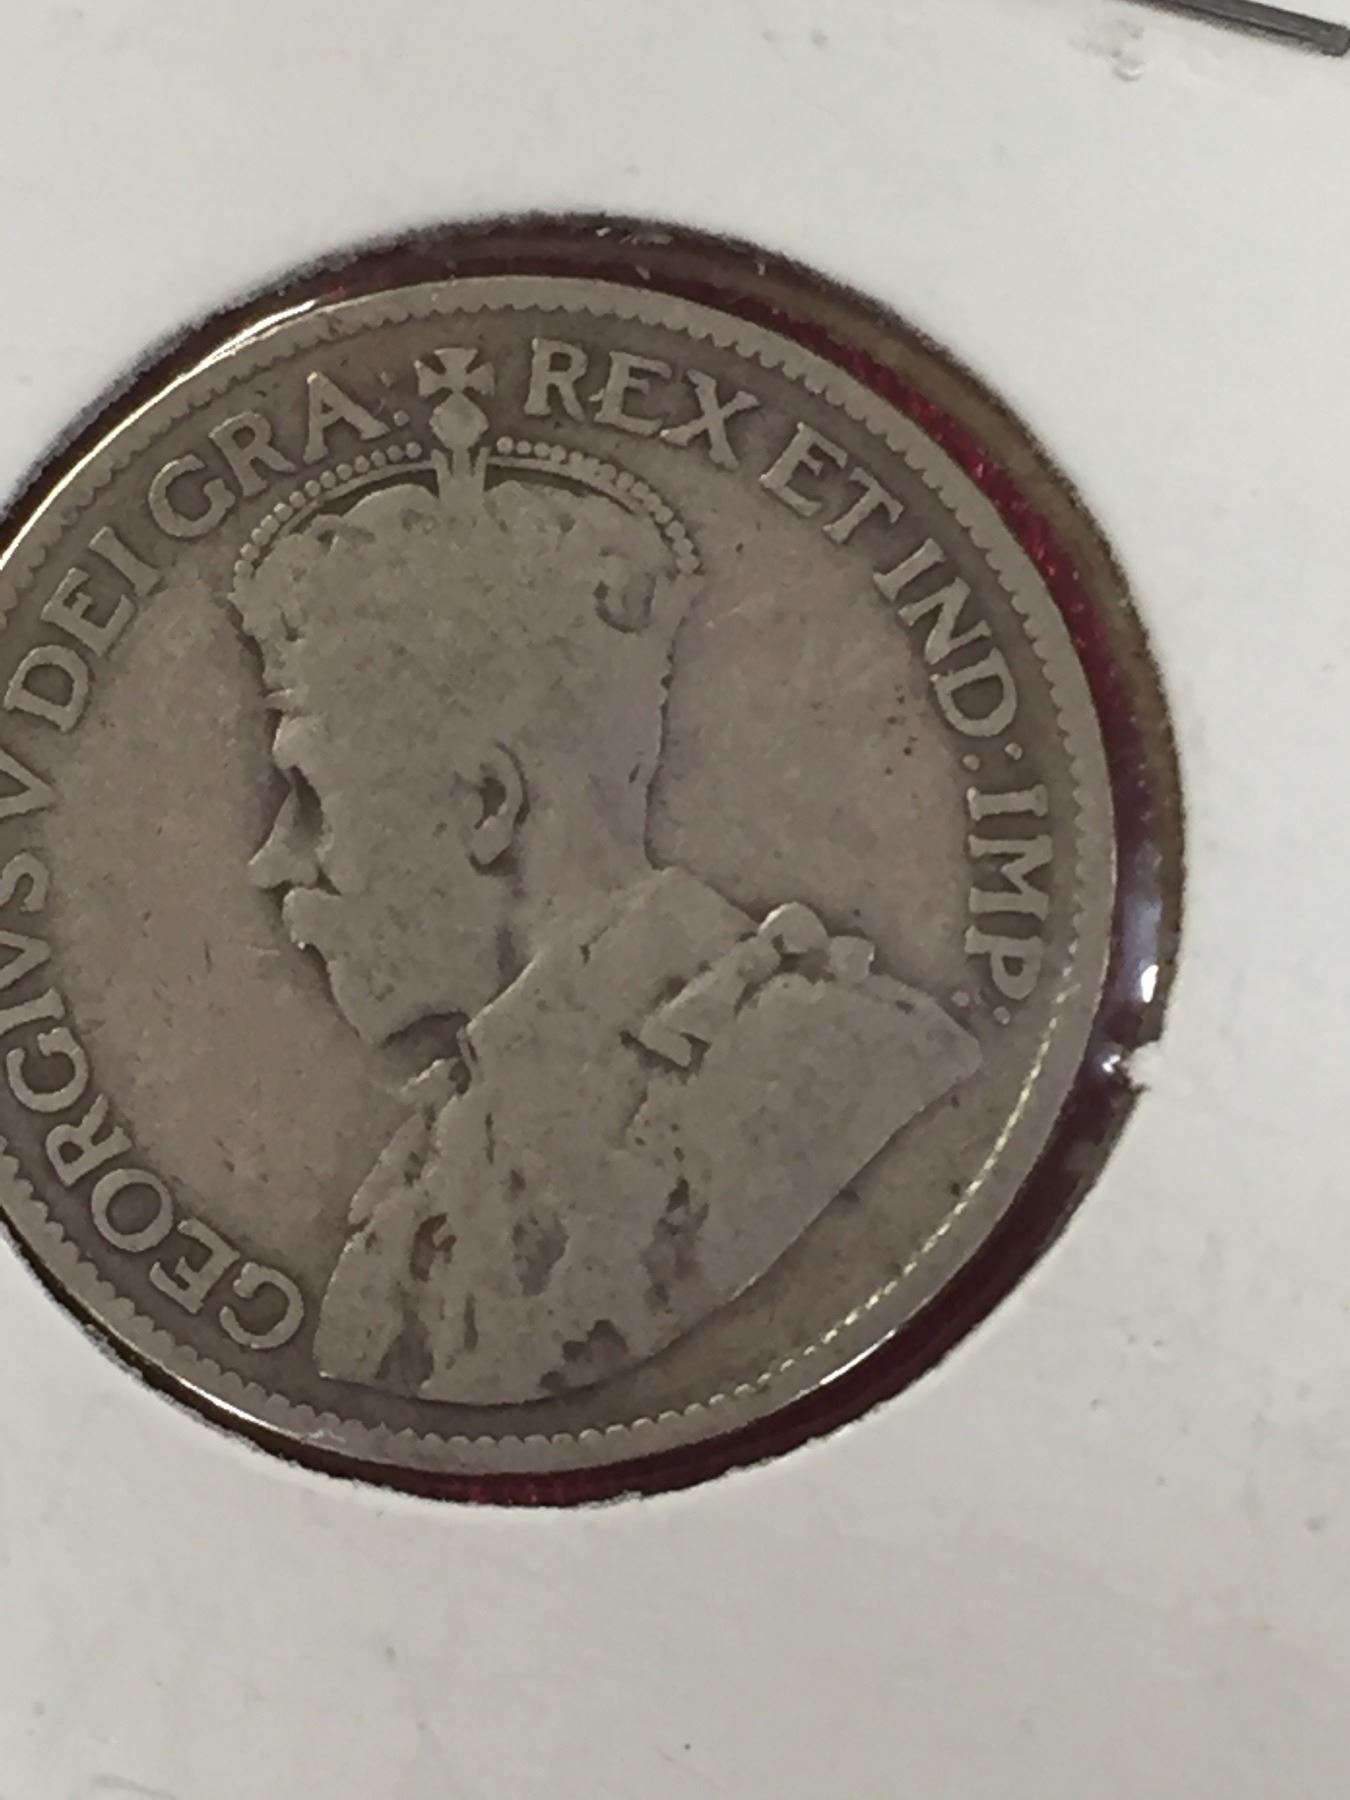 GEORGIVS V DEI GRA: REX ET IND: IMP: